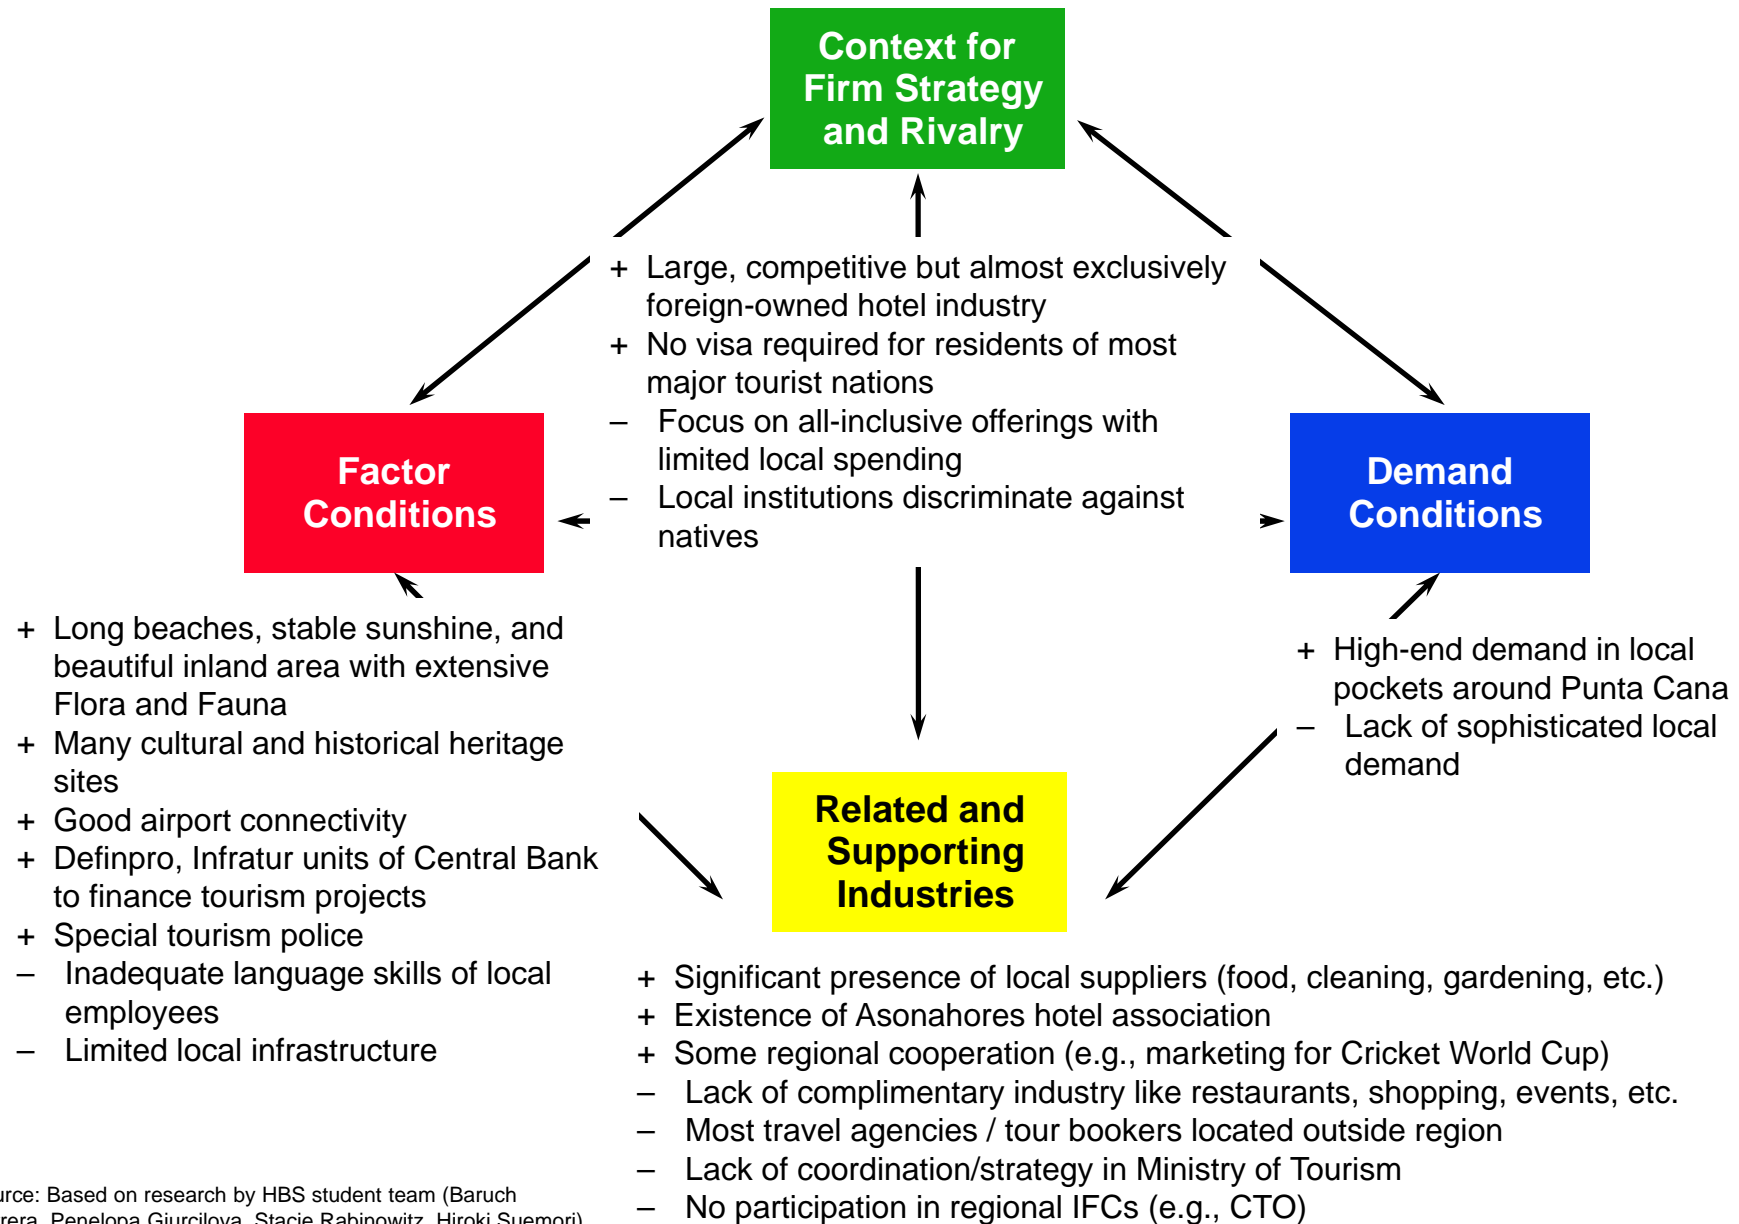 Context for
Firm Strategy
and Rivalry
+ Large, competitive but almost exclusively
foreign-owned hotel industry
+ No visa required for residents of most
major tourist nations
– Focus on all-inclusive offerings with
limited local spending
– Local institutions discriminate against
natives
Factor
Conditions
Demand
Conditions
+ Long beaches, stable sunshine, and
beautiful inland area with extensive
Flora and Fauna
+ Many cultural and historical heritage
sites
+ Good airport connectivity
+ Definpro, Infratur units of Central Bank
to finance tourism projects
+ Special tourism police
– Inadequate language skills of local
employees
– Limited local infrastructure
+ High-end demand in local
pockets around Punta Cana
– Lack of sophisticated local
demand
Related and
Supporting
Industries
+ Significant presence of local suppliers (food, cleaning, gardening, etc.)
+ Existence of Asonahores hotel association
+ Some regional cooperation (e.g., marketing for Cricket World Cup)
– Lack of complimentary industry like restaurants, shopping, events, etc.
– Most travel agencies / tour bookers located outside region
– Lack of coordination/strategy in Ministry of Tourism
– No participation in regional IFCs (e.g., CTO)
urce: Based on research by HBS student team (Baruch
rrera, Penelopa Gjurcilova, Stacie Rabinowitz, Hiroki Suemori)